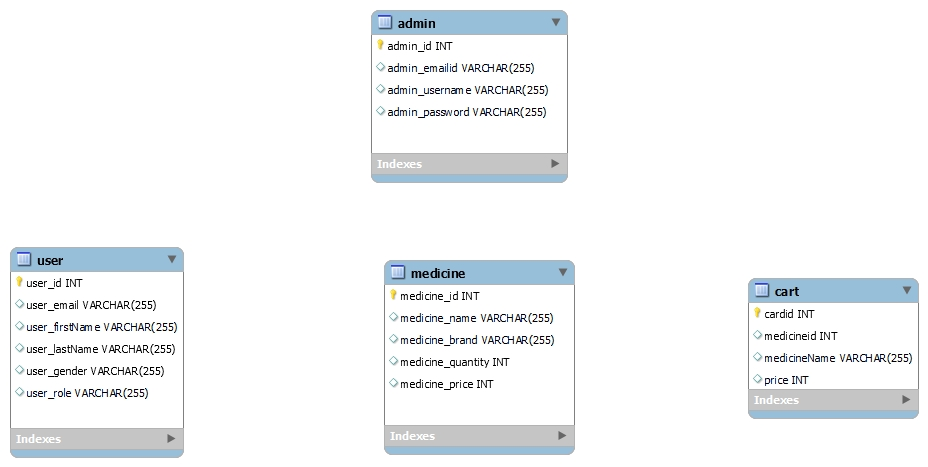 admin
admin_id INT
admin_emailid VARCHAR(255)
admin_username VARCHAR(255)
admin_password VARCHAR(255)
Indexes
user
user_id INT
user_email VARCHAR(255)
user_firstName VARCHAR(255)
user_lastName VARCHAR(255)
user_gender VARCHAR(255)
user_role VARCHAR(255)
Indexes
medicine
medicine_id INT
medicine_name VARCHAR(255)
medicine_brand VARCHAR(255)
medicine_quantity INT
medicine_price INT
Indexes
cart
cardid INT
medicineid INT
medicineName VARCHAR(255)
price INT
Indexes